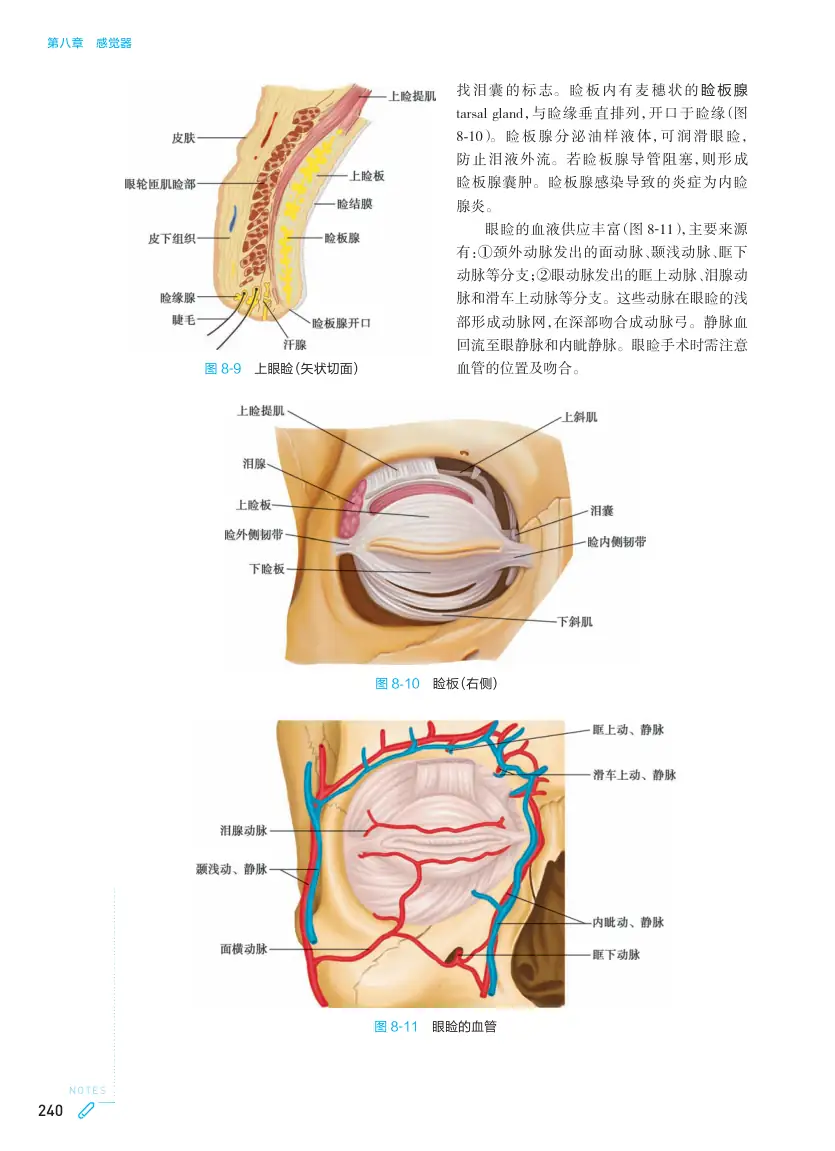 第八章 感觉器
上睑提肌
皮肤
上睑板
眼轮匝肌睑部
睑结膜
皮下组织
睑板腺
睑缘腺
睫毛
睑板腺开口
汗腺
图 8-9 上眼睑(矢状切面)
找泪囊的标志。睑板内有麦穗状的睑板腺
tarsal gland,与睑缘垂直排列,开口于睑缘(图
8-10)。睑板腺分泌油样液体,可润滑眼睑,
防止泪液外流。若睑板腺导管阻塞,则形成
睑板腺囊肿。睑板腺感染导致的炎症为内睑
腺炎。
眼睑的血液供应丰富(图 8-11),主要来源
有:①颈外动脉发出的面动脉、颞浅动脉、眶下
动脉等分支;②眼动脉发出的眶上动脉、泪腺动
脉和滑车上动脉等分支。这些动脉在眼睑的浅
部形成动脉网,在深部吻合成动脉弓。静脉血
回流至眼静脉和内眦静脉。眼睑手术时需注意
血管的位置及吻合。
上睑提肌
上斜肌
泪腺
上睑板
泪囊
睑外侧韧带
睑内侧韧带
下睑板
下斜肌
图 8-10 睑板(右侧)
眶上动、静脉
滑车上动、静脉
泪腺动脉
颞浅动、静脉
内眦动、静脉
面横动脉
眶下动脉
图 8-11 眼睑的血管
NOTES
240